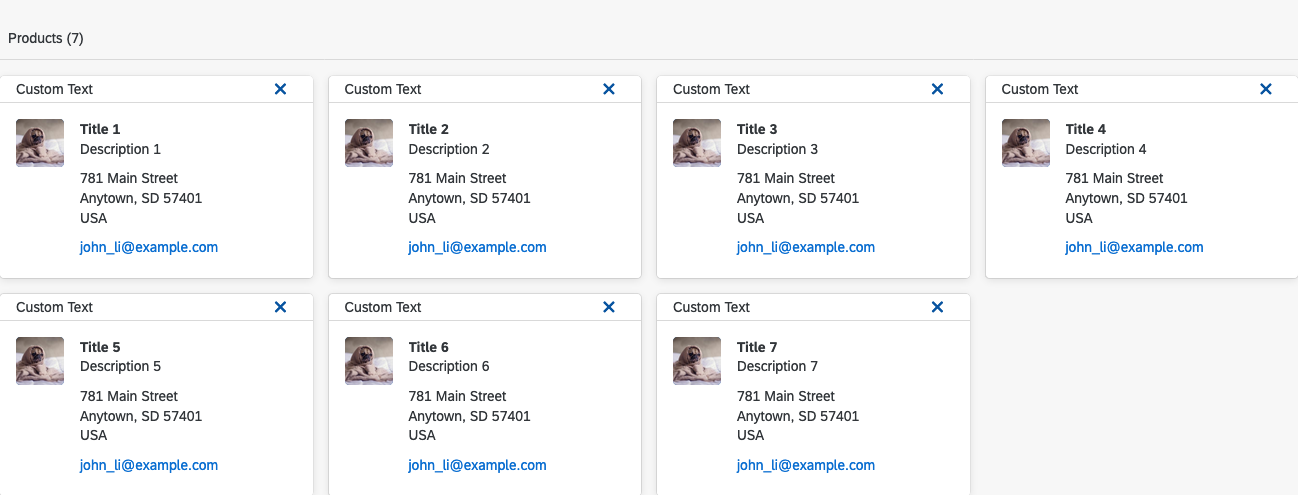 Products (7)
Custom Text
Title 1
Description 1
781 Main Street
Anytown, SD 57401
USA
john_li@example.com
Custom Text
Title 2
Description 2
781 Main Street
Anytown, SD 57401
USA
john_li@example.com
Custom Text
Title 3
Description 3
781 Main Street
Anytown, SD 57401
USA
john_li@example.com
Custom Text
Title 4
Description 4
781 Main Street
Anytown, SD 57401
USA
john_li@example.com
Custom Text
Title 5
Description 5
781 Main Street
Anytown, SD 57401
USA
john_li@example.com
Custom Text
Title 6
Description 6
781 Main Street
Anytown, SD 57401
USA
john_li@example.com
Custom Text
Title 7
Description 7
781 Main Street
Anytown, SD 57401
USA
john_li@example.com